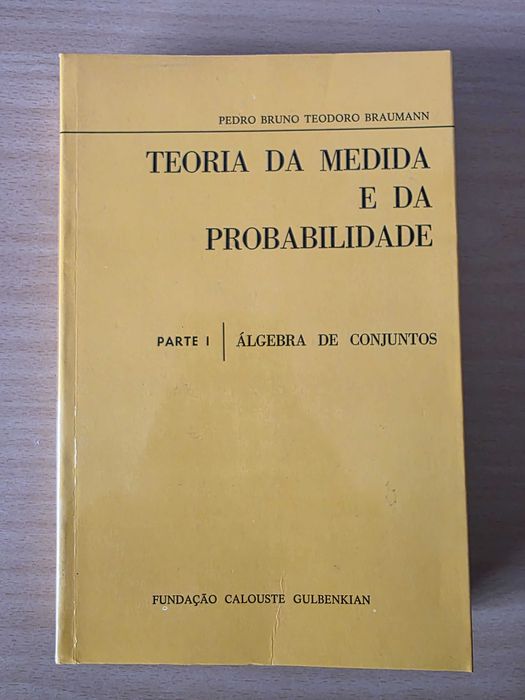 PEDRO BRUNO TEODORO BRAUMANN
TEORIA DA MEDIDA
E DA
PROBABILIDADE
PARTE I | ÁLGEBRA DE CONJUNTOS
FUNDAÇÃO CALOUSTE GULBENKIAN